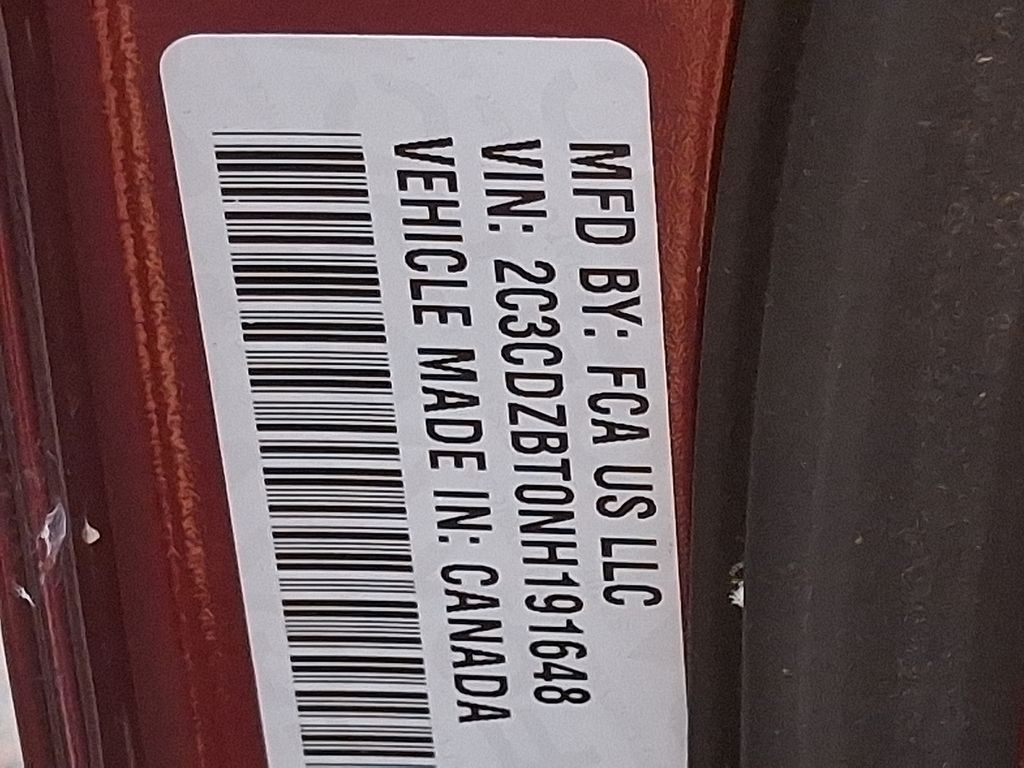 MFD BY: FCA US LLC
VIN: 2C3CDZBT0NH191648
VEHICLE MADE IN: CANADA